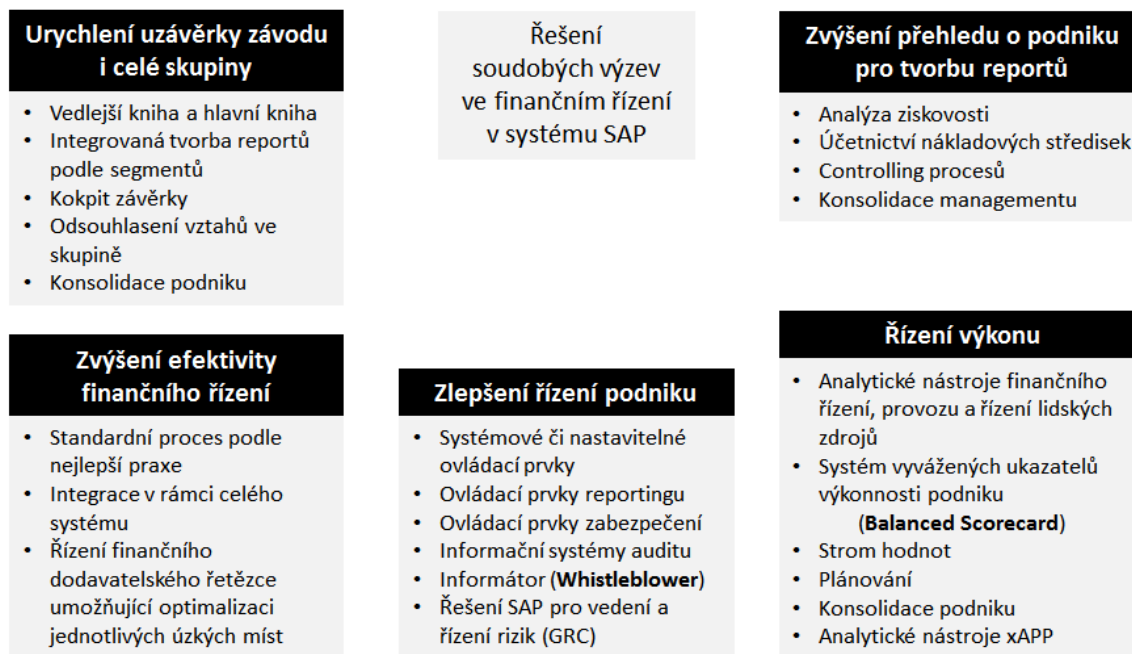 Urychlení uzávěrky závodu
i celé skupiny
• Vedlejší kniha a hlavní kniha
• Integrovaná tvorba reportů
podle segmentů
• Kokpit závěrky
• Odsouhlasení vztahů ve
skupině
• Konsolidace podniku
Řešení
soudobých výzev
ve finančním řízení
v systému SAP
Zvýšení přehledu o podniku
pro tvorbu reportů
• Analýza ziskovosti
• Účetnictví nákladových středisek
• Controlling procesů
• Konsolidace managementu
Zvýšení efektivity
finančního řízení
• Standardní proces podle
nejlepší praxe
• Integrace v rámci celého
systému
• Řízení finančního
dodavatelského řetězce
umožňující optimalizaci
jednotlivých úzkých míst
Zlepšení řízení podniku
• Systémové či nastavitelné
ovládací prvky
• Ovládací prvky reportingu
• Ovládací prvky zabezpečení
• Informační systémy auditu
• Informátor (Whistleblower)
• Řešení SAP pro vedení a
řízení rizik (GRC)
Řízení výkonu
• Analytické nástroje finančního
řízení, provozu a řízení lidských
zdrojů
• Systém vyvážených ukazatelů
výkonnosti podniku
(Balanced Scorecard)
• Strom hodnot
• Plánování
• Konsolidace podniku
• Analytické nástroje xAPP